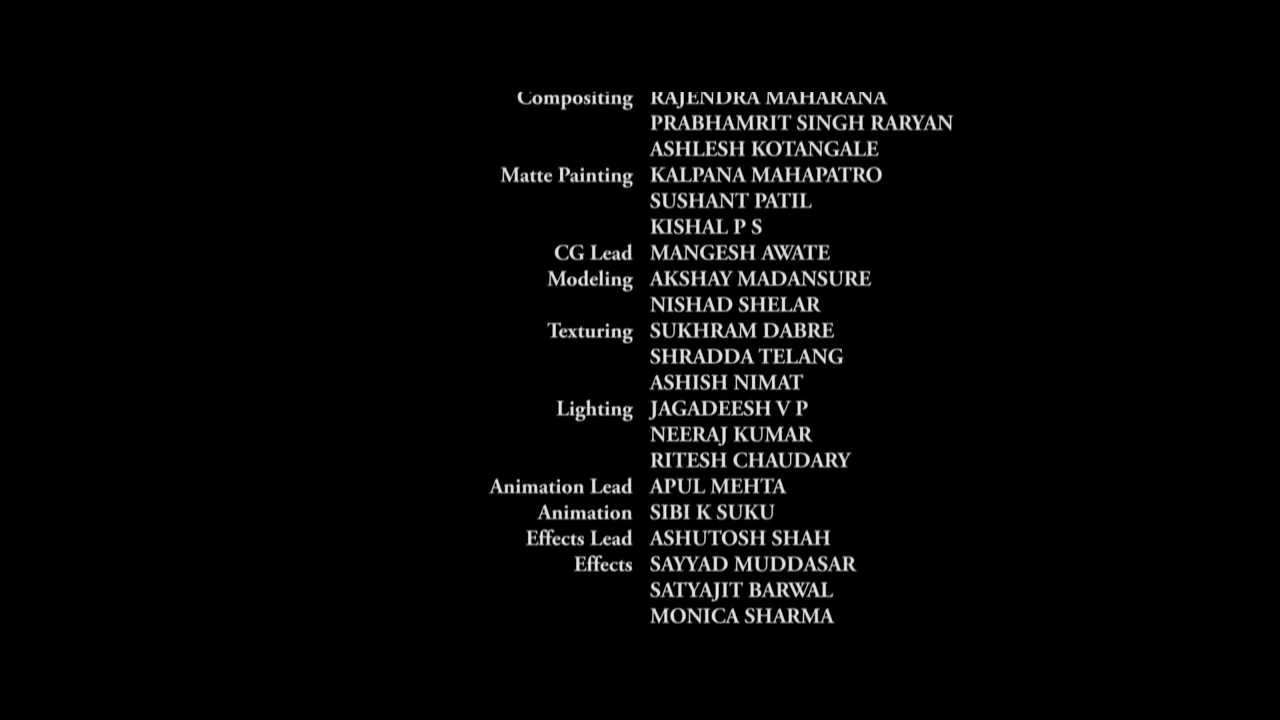 Compositing RAJENDRA MAHARANA
PRABHAMRIT SINGH RARYAN
ASHLESH KOTANGALE
Matte Painting KALPANA MAHAPATRO
SUSHANT PATIL
KISHAL P S
CG Lead MANGESH AWATE
Modeling AKSHAY MADANSURE
NISHAD SHELAR
Texturing SUKHRAM DABRE
SHRADDA TELANG
ASHISH NIMAT
Lighting JAGADEESH V P
NEERAJ KUMAR
RITESH CHAUDARY
Animation Lead APUL MEHTA
Animation SIBI K SUKU
Effects Lead ASHUTOSH SHAH
Effects SAYYAD MUDDASAR
SATYAJIT BARWAL
MONICA SHARMA